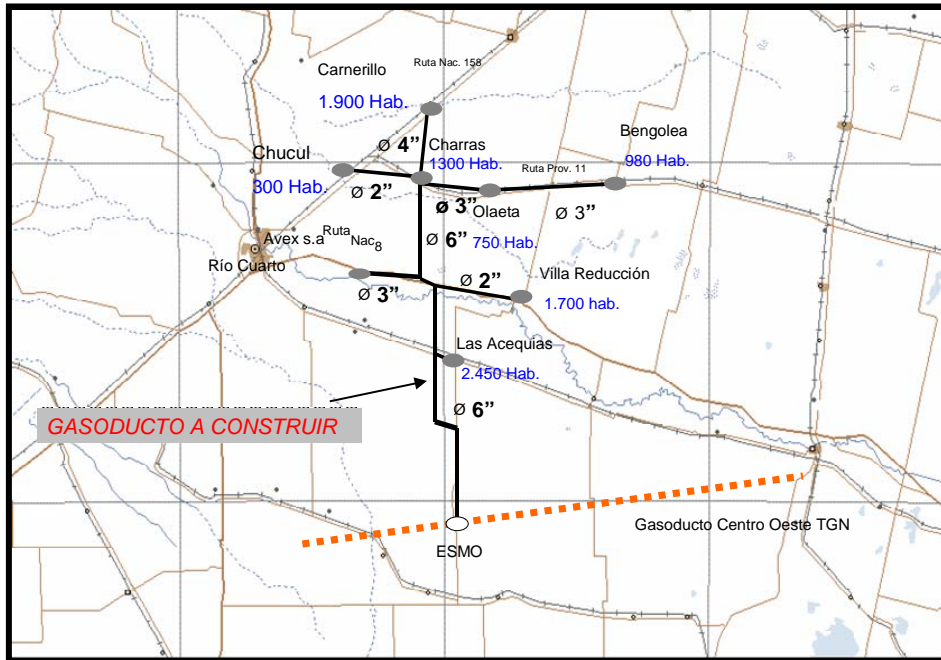 Carnerillo
Ruta Nac. 158
1.900 Hab.
Bengolea
Ø 4”
Charras
Chucul
1300 Hab.
980 Hab.
Ruta Prov. 11
300 Hab.
Ø 2”
ø 3”
Olaeta
Ø 3”
Ruta
Nac8
Avex s.a
Ø 6”
750 Hab.
Río Cuarto
Ø 2”
Villa Reducción
Ø 3”
1.700 hab.
Las Acequias
2.450 Hab.
Ø 6”
GASODUCTO A CONSTRUIR
Gasoducto Centro Oeste TGN
ESMO